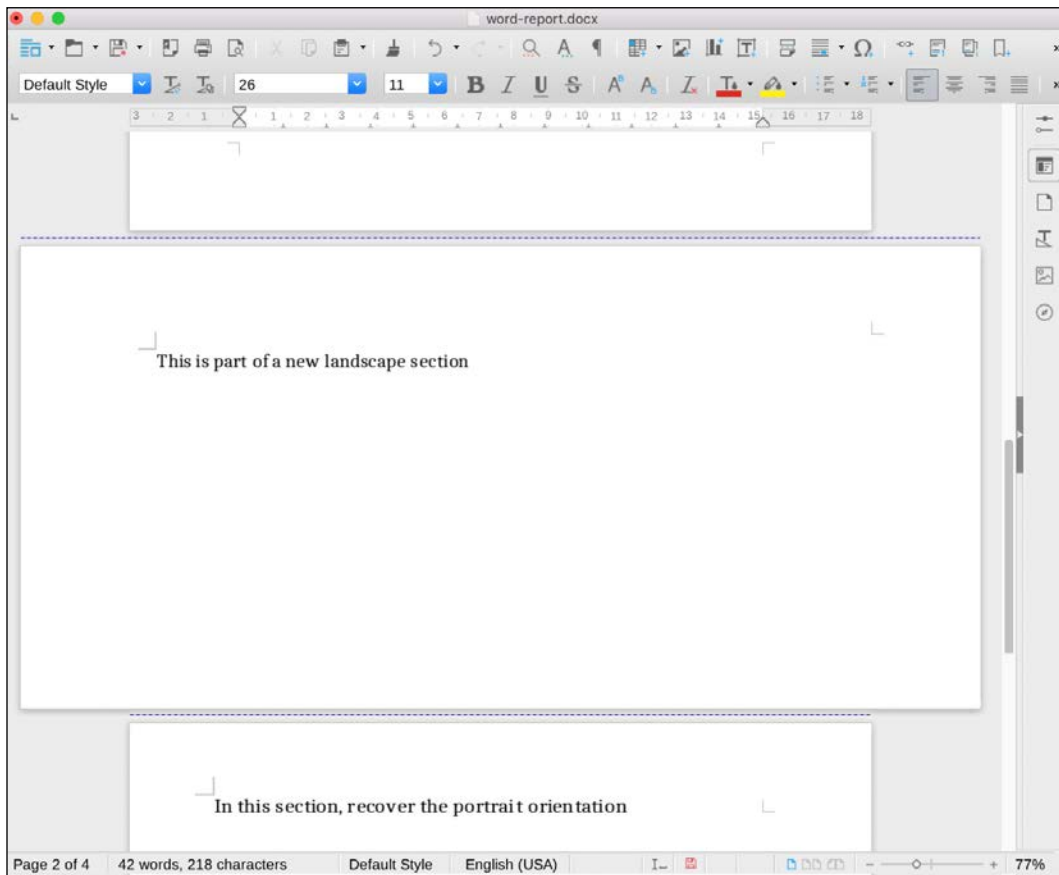 word-report.docx
Default Style 26 11 B I U S
3 2 1 1 2 3 4 5 6 7 8 9 10 11 12 13 14 15 16 17 18
This is part of a new landscape section
In this section, recover the portrait orientation
Page 2 of 4 42 words, 218 characters Default Style English (USA) 77%